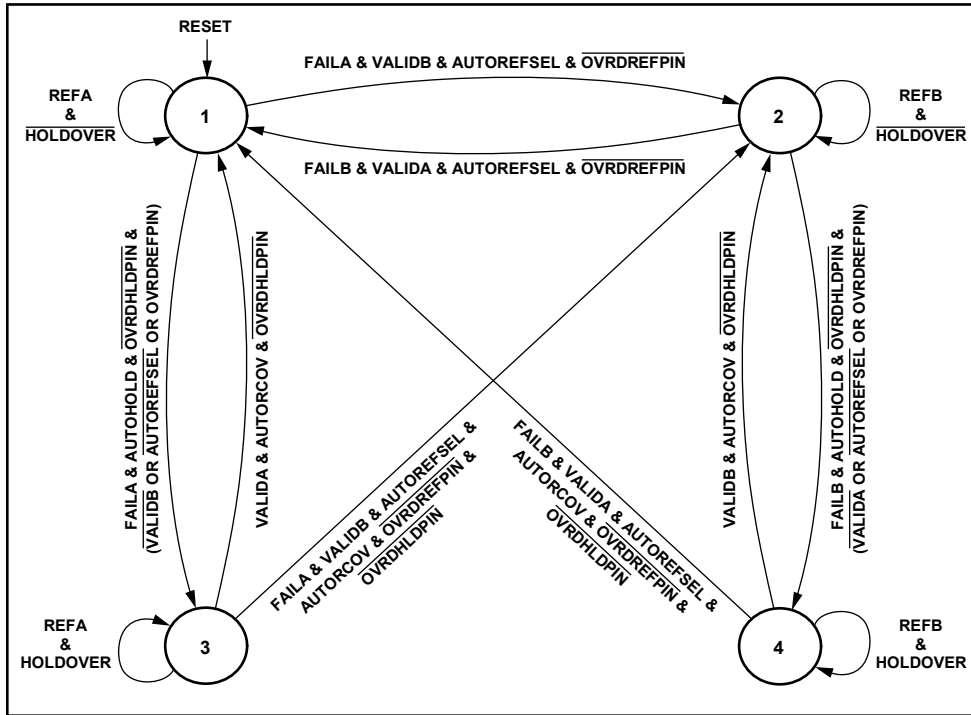 RESET
FAILA & VALIDB & AUTOREFSEL & OVRDREFPIN
REFA
&
HOLDOVER
1
2
REFB
&
HOLDOVER
FAILB & VALIDA & AUTOREFSEL & OVRDREFPIN
FAILA & AUTOHOLD & OVRDHLDPIN &
(VALIDB OR AUTOREFSEL OR OVRDREFPIN)
VALIDA & AUTORCOV & OVRDHLDPIN
VALIDB & AUTORCOV & OVRDHLDPIN
FAILB & AUTOHOLD & OVRDHLDPIN &
(VALIDA OR AUTOREFSEL OR OVRDREFPIN)
FAILA & VALIDB & AUTOREFSEL &
AUTORCOV & OVRDREFPIN &
OVRDHLDPIN
FAILB & VALIDA & AUTOREFSEL &
AUTORCOV & OVRDREFPIN &
OVRDHLDPIN
REFA
&
HOLDOVER
3
4
REFB
&
HOLDOVER